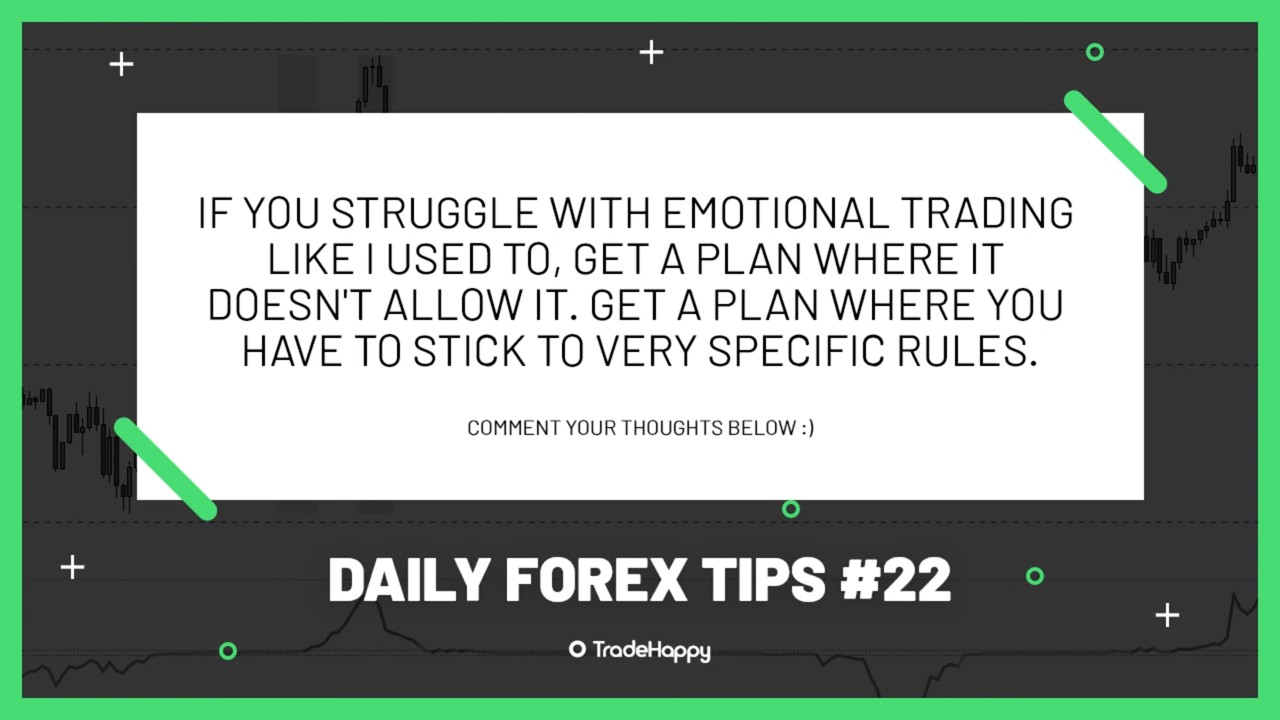 IF YOU STRUGGLE WITH EMOTIONAL TRADING
LIKE I USED TO, GET A PLAN WHERE IT
DOESN'T ALLOW IT. GET A PLAN WHERE YOU
HAVE TO STICK TO VERY SPECIFIC RULES.
COMMENT YOUR THOUGHTS BELOW :)
DAILY FOREX TIPS #22
TradeHappy